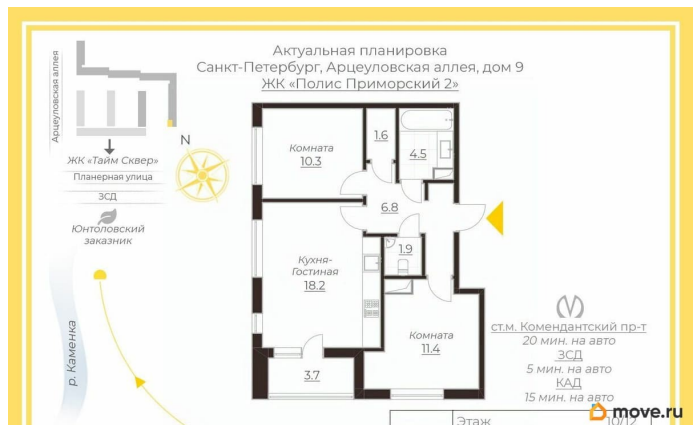 Актуальная планировка
Санкт-Петербург, Арцеуловская аллея, дом 9
ЖК «Полис Приморский 2»
Арцеуловская аллея
ЖК «Тайм Сквер»
Планерная улица
ЗСД
Юнтоловский
заказник
р. Каменка
N
Комната
10.3
1.6
4.5
6.8
1.9
Кухня-
Гостиная
18.2
Комната
11.4
3.7
ст.м. Комендантский пр-т
20 мин. на авто
ЗСД
5 мин. на авто
КАД
15 мин. на авто
Этаж
10/12
move.ru